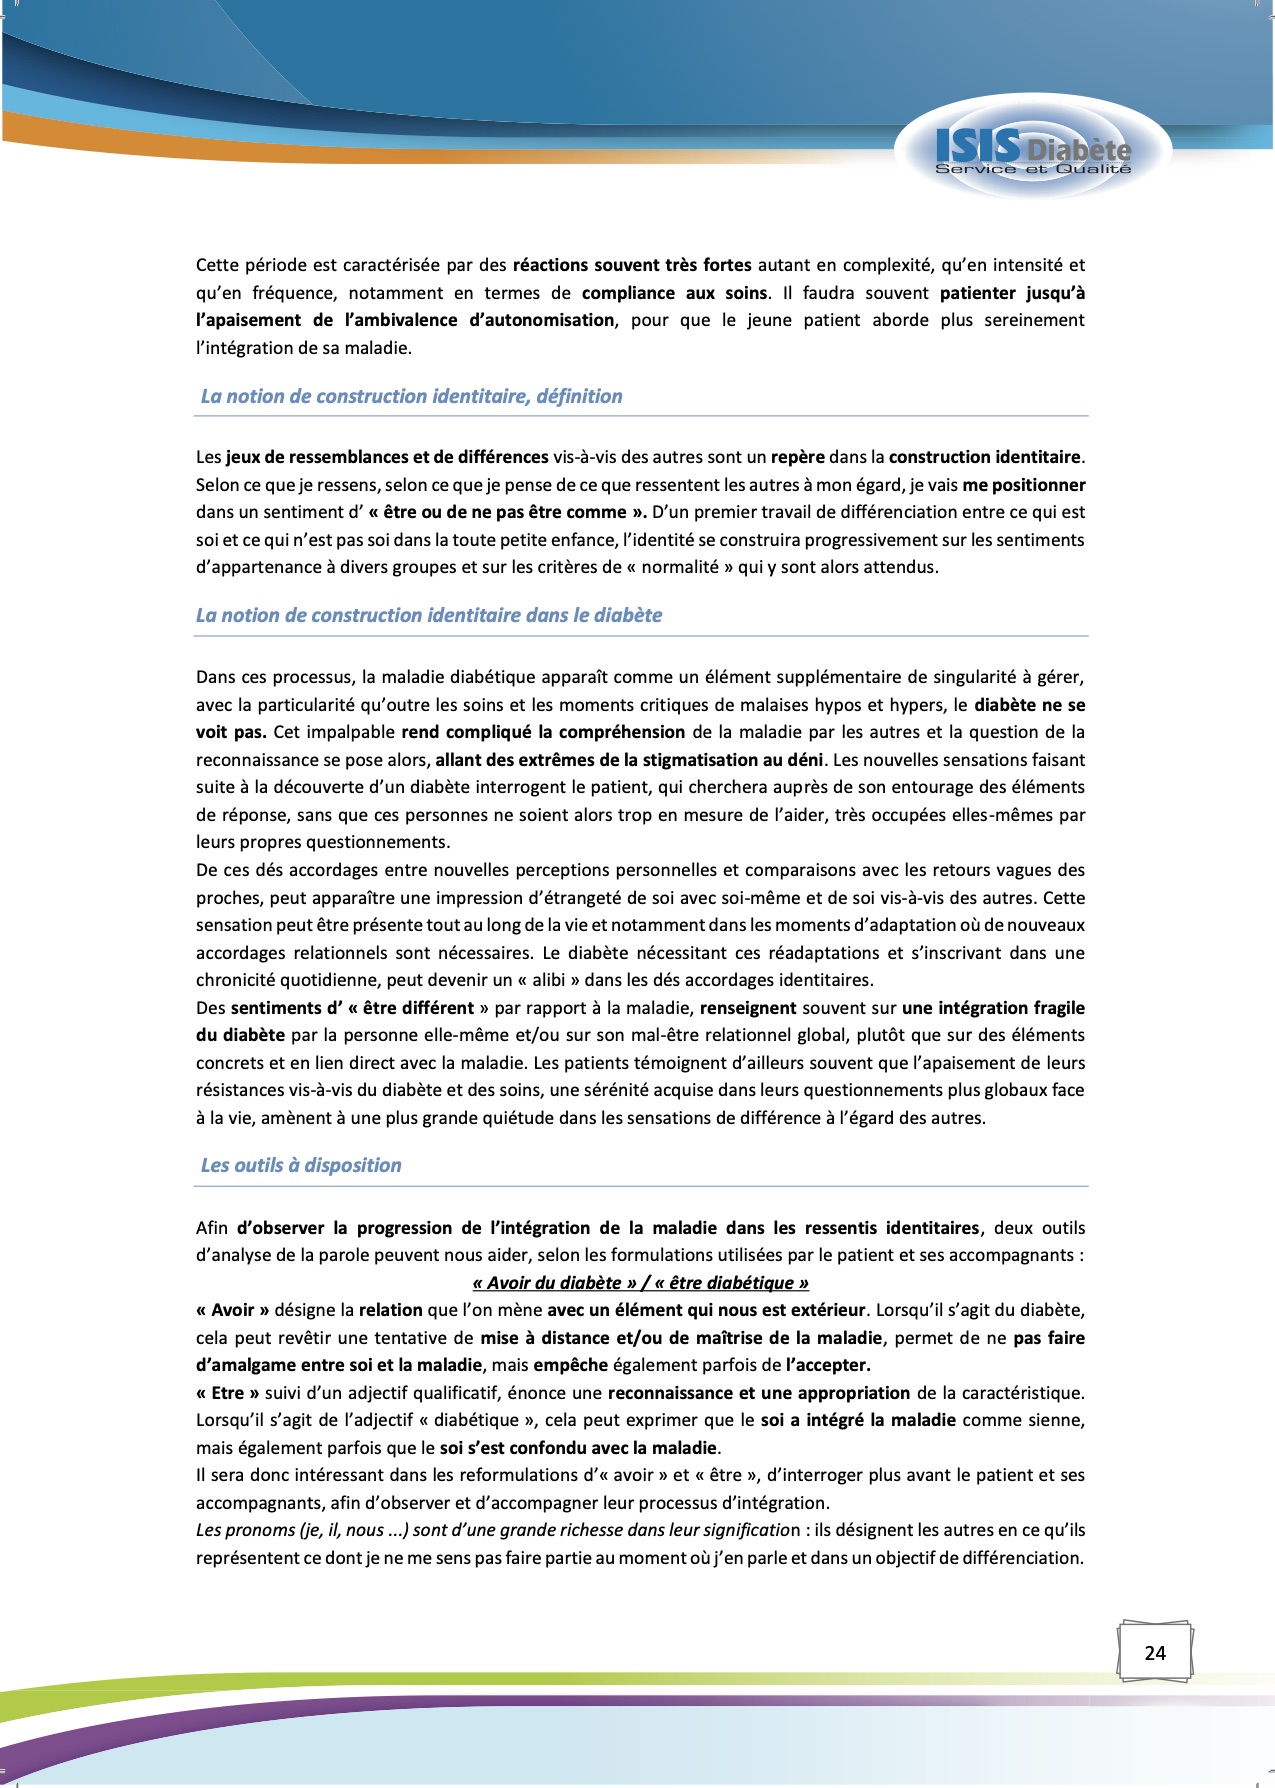 ISIS Diabète
Service et Qualité
Cette période est caractérisée par des réactions souvent très fortes autant en complexité, qu’en intensité et
qu’en fréquence, notamment en termes de compliance aux soins. Il faudra souvent patienter jusqu’à
l’apaisement de l’ambivalence d’autonomisation, pour que le jeune patient aborde plus sereinement
l’intégration de sa maladie.
La notion de construction identitaire, définition
Les jeux de ressemblances et de différences vis-à-vis des autres sont un repère dans la construction identitaire.
Selon ce que je ressens, selon ce que je pense de ce que ressentent les autres à mon égard, je vais me positionner
dans un sentiment d’ « être ou de ne pas être comme ». D’un premier travail de différenciation entre ce qui est
soi et ce qui n’est pas soi dans la toute petite enfance, l’identité se construira progressivement sur les sentiments
d’appartenance à divers groupes et sur les critères de « normalité » qui y sont alors attendus.
La notion de construction identitaire dans le diabète
Dans ces processus, la maladie diabétique apparaît comme un élément supplémentaire de singularité à gérer,
avec la particularité qu’outre les soins et les moments critiques de malaises hypos et hypers, le diabète ne se
voit pas. Cet impalpable rend compliqué la compréhension de la maladie par les autres et la question de la
reconnaissance se pose alors, allant des extrêmes de la stigmatisation au déni. Les nouvelles sensations faisant
suite à la découverte d’un diabète interrogent le patient, qui cherchera auprès de son entourage des éléments
de réponse, sans que ces personnes ne soient alors trop en mesure de l’aider, très occupées elles-mêmes par
leurs propres questionnements.
De ces dés accordages entre nouvelles perceptions personnelles et comparaisons avec les retours vagues des
proches, peut apparaître une impression d’étrangeté de soi avec soi-même et de soi vis-à-vis des autres. Cette
sensation peut être présente tout au long de la vie et notamment dans les moments d’adaptation où de nouveaux
accordages relationnels sont nécessaires. Le diabète nécessitant ces réadaptations et s’inscrivant dans une
chronicité quotidienne, peut devenir un « alibi » dans les dés accordages identitaires.
Des sentiments d’ « être différent » par rapport à la maladie, renseignent souvent sur une intégration fragile
du diabète par la personne elle-même et/ou sur son mal-être relationnel global, plutôt que sur des éléments
concrets et en lien direct avec la maladie. Les patients témoignent d’ailleurs souvent que l’apaisement de leurs
résistances vis-à-vis du diabète et des soins, une sérénité acquise dans leurs questionnements plus globaux face
à la vie, amènent à une plus grande quiétude dans les sensations de différence à l’égard des autres.
Les outils à disposition
Afin d’observer la progression de l’intégration de la maladie dans les ressentis identitaires, deux outils
d’analyse de la parole peuvent nous aider, selon les formulations utilisées par le patient et ses accompagnants :
« Avoir du diabète » / « être diabétique »
« Avoir » désigne la relation que l’on mène avec un élément qui nous est extérieur. Lorsqu’il s’agit du diabète,
cela peut revêtir une tentative de mise à distance et/ou de maîtrise de la maladie, permet de ne pas faire
d’amalgame entre soi et la maladie, mais empêche également parfois de l’accepter.
« Etre » suivi d’un adjectif qualificatif, énonce une reconnaissance et une appropriation de la caractéristique.
Lorsqu’il s’agit de l’adjectif « diabétique », cela peut exprimer que le soi a intégré la maladie comme sienne,
mais également parfois que le soi s’est confondu avec la maladie.
Il sera donc intéressant dans les reformulations d’« avoir » et « être », d’interroger plus avant le patient et ses
accompagnants, afin d’observer et d’accompagner leur processus d’intégration.
Les pronoms (je, il, nous ...) sont d’une grande richesse dans leur signification : ils désignent les autres en ce qu’ils
représentent ce dont je ne me sens pas faire partie au moment où j’en parle et dans un objectif de différenciation.
24